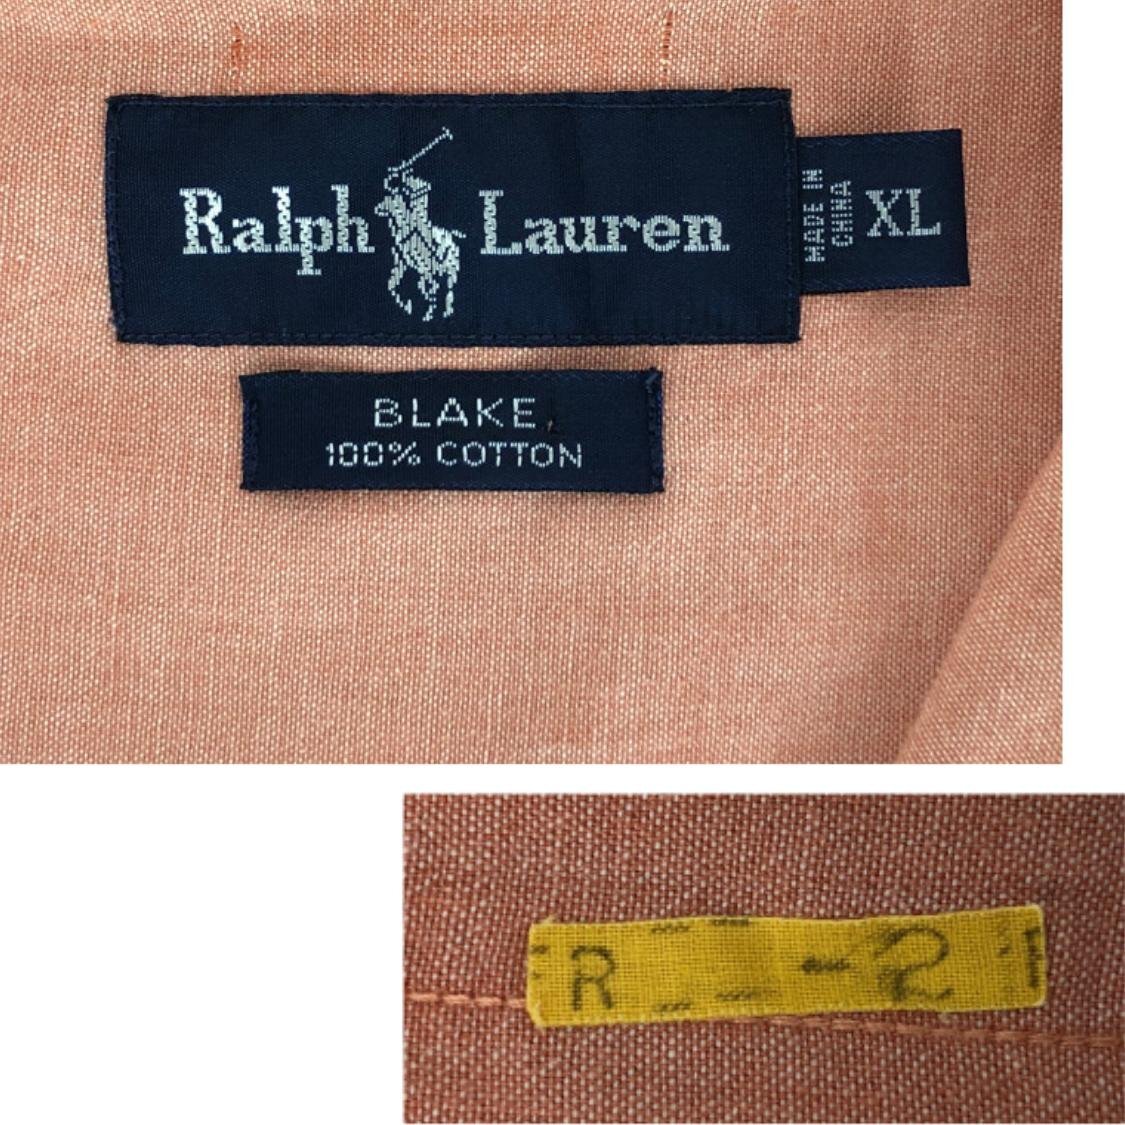 Ralph Lauren
MADE IN
CHINA
XL
BLAKE
100% COTTON
R - 2